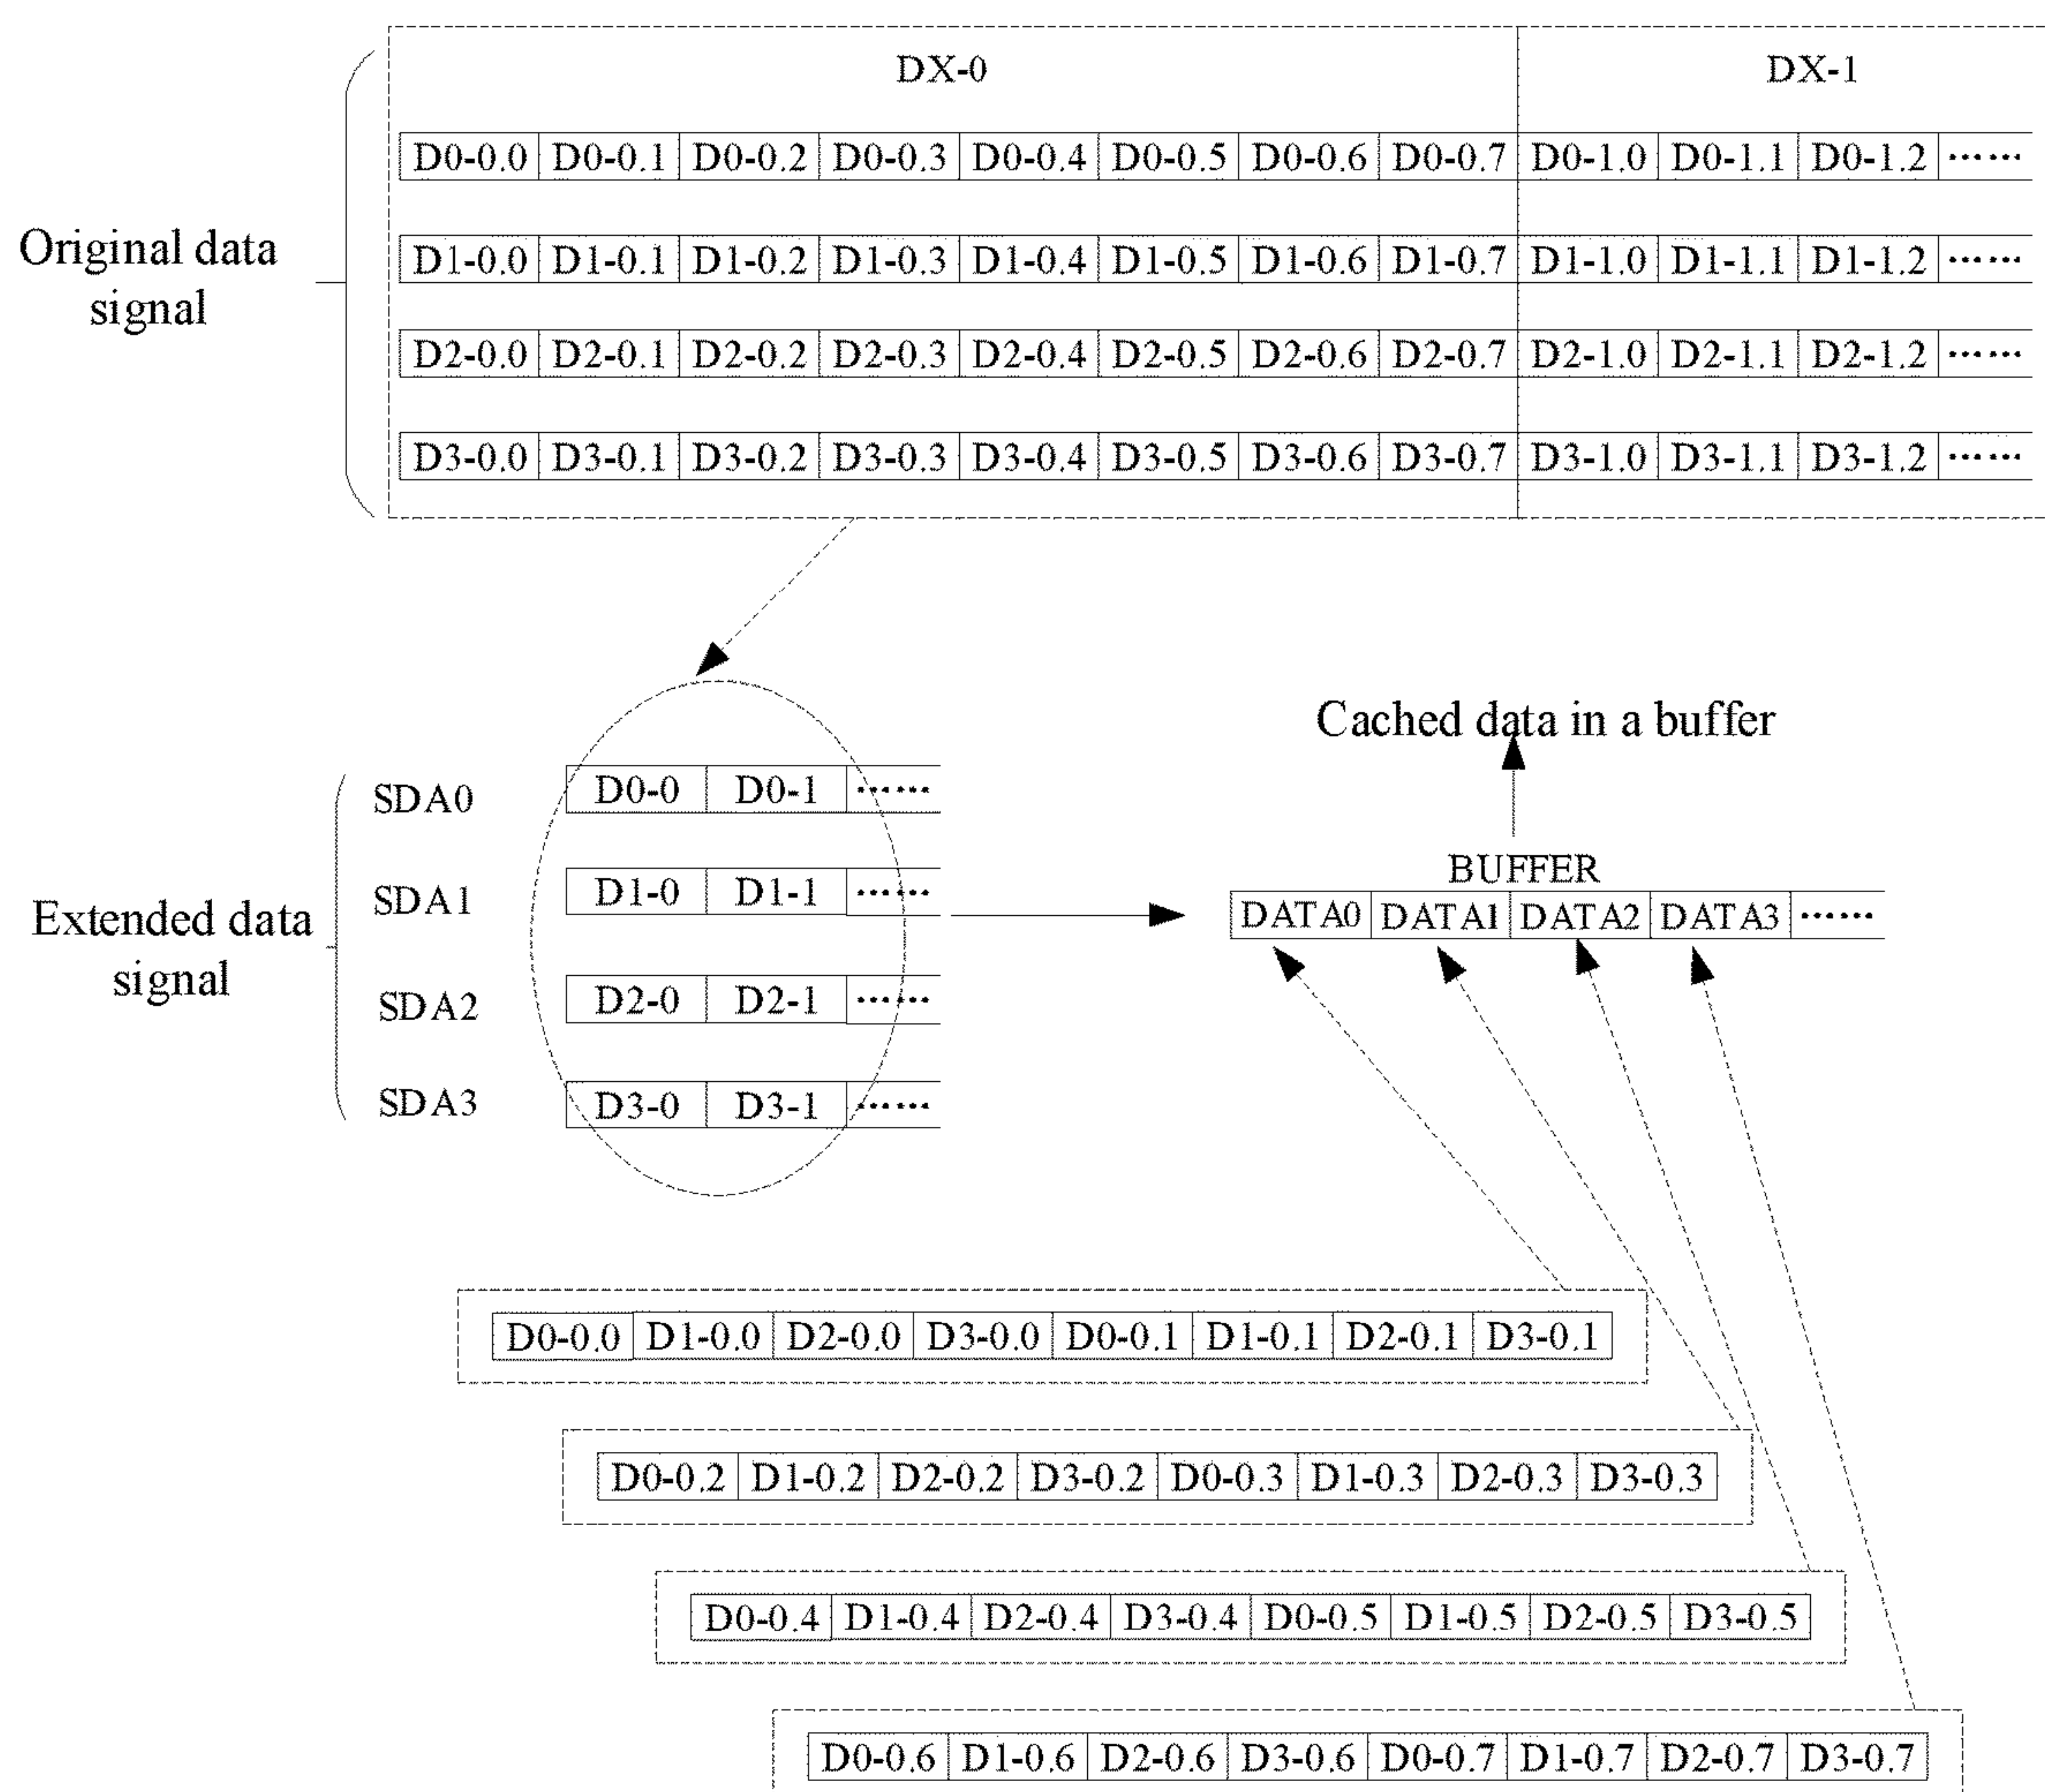 DX-0 DX-1
D0-0.0 D0-0.1 D0-0.2 D0-0.3 D0-0.4 D0-0.5 D0-0.6 D0-0.7 D0-1.0 D0-1.1 D0-1.2 ······
Original data
signal
D1-0.0 D1-0.1 D1-0.2 D1-0.3 D1-0.4 D1-0.5 D1-0.6 D1-0.7 D1-1.0 D1-1.1 D1-1.2 ······
D2-0.0 D2-0.1 D2-0.2 D2-0.3 D2-0.4 D2-0.5 D2-0.6 D2-0.7 D2-1.0 D2-1.1 D2-1.2 ······
D3-0.0 D3-0.1 D3-0.2 D3-0.3 D3-0.4 D3-0.5 D3-0.6 D3-0.7 D3-1.0 D3-1.1 D3-1.2 ······
Extended data
signal
SDA0 D0-0 D0-1 ······
SDA1 D1-0 D1-1 ······
SDA2 D2-0 D2-1 ······
SDA3 D3-0 D3-1 ······
Cached data in a buffer
BUFFER
DATA0 DATA1 DATA2 DATA3 ······
D0-0.0 D1-0.0 D2-0.0 D3-0.0 D0-0.1 D1-0.1 D2-0.1 D3-0.1
D0-0.2 D1-0.2 D2-0.2 D3-0.2 D0-0.3 D1-0.3 D2-0.3 D3-0.3
D0-0.4 D1-0.4 D2-0.4 D3-0.4 D0-0.5 D1-0.5 D2-0.5 D3-0.5
D0-0.6 D1-0.6 D2-0.6 D3-0.6 D0-0.7 D1-0.7 D2-0.7 D3-0.7